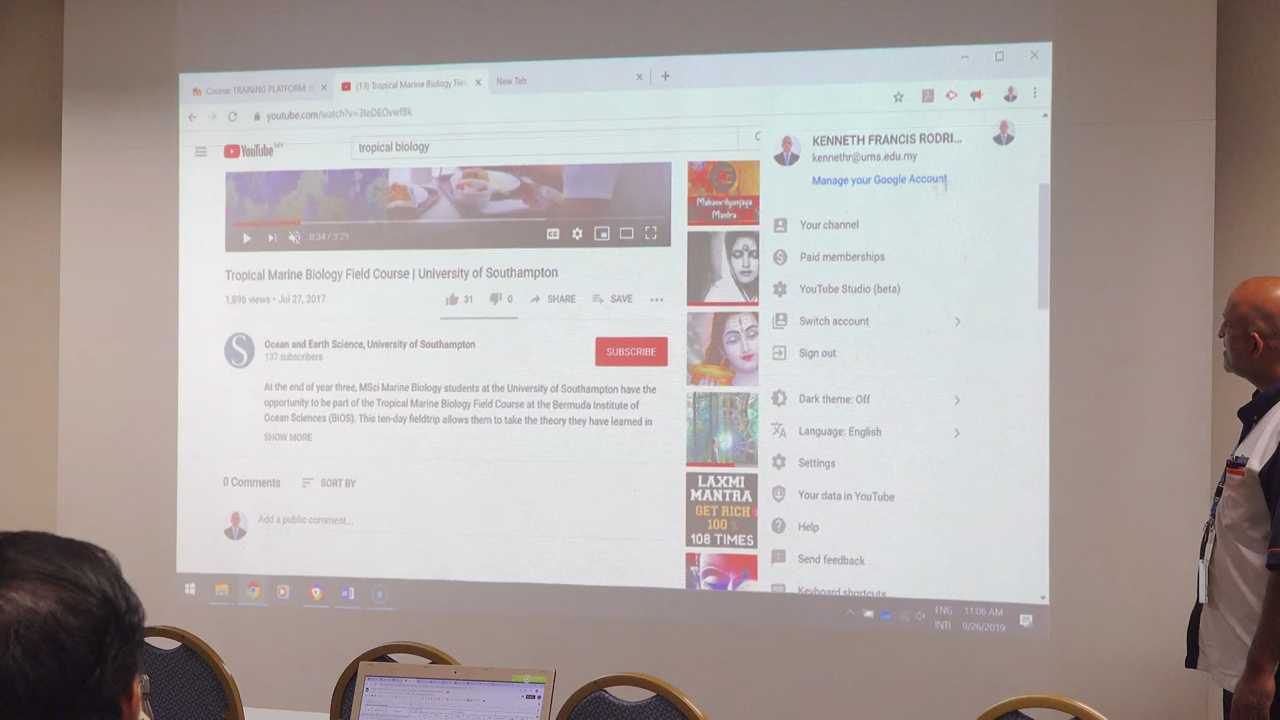 Course: TRAINING PLATFORM
(13) Tropical Marine Biology Fie
New Tab
youtube.com/watch?v=3IeDEOvwf8k
YouTube MY
tropical biology
0:34 / 3:29
Tropical Marine Biology Field Course | University of Southampton
1,896 views • Jul 27, 2017
31
0
SHARE
SAVE
S
Ocean and Earth Science, University of Southampton
137 subscribers
SUBSCRIBE
At the end of year three, MSci Marine Biology students at the University of Southampton have the
opportunity to be part of the Tropical Marine Biology Field Course at the Bermuda Institute of
Ocean Sciences (BIOS). This ten-day fieldtrip allows them to take the theory they have learned in
SHOW MORE
0 Comments
SORT BY
Add a public comment...
Mahamrityunjaya
Mantra
LAXMI
MANTRA
GET RICH
100
108 TIMES
KENNETH FRANCIS RODRI...
kennethr@ums.edu.my
Manage your Google Account
Your channel
Paid memberships
YouTube Studio (beta)
Switch account
Sign out
Dark theme: Off
Language: English
Settings
Your data in YouTube
Help
Send feedback
Keyboard shortcuts
ENG
INTL
11:06 AM
9/26/2019